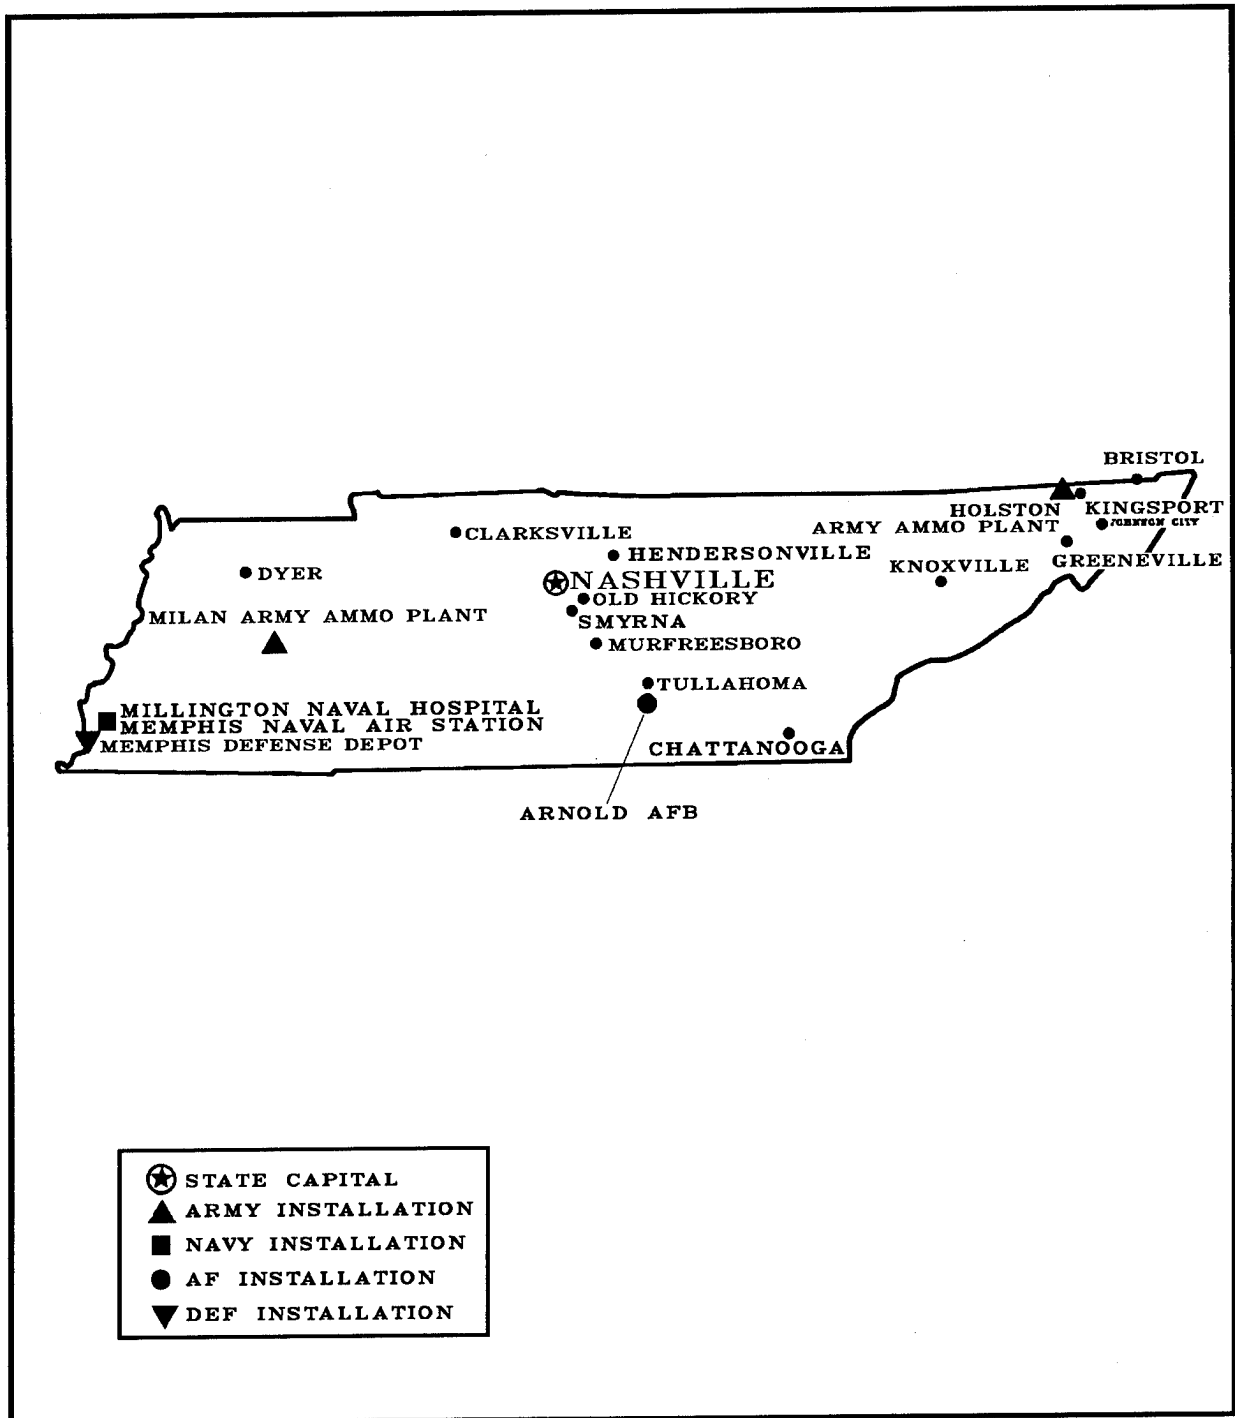 BRISTOL
HOLSTON
KINGSPORT
ARMY AMMO PLANT
JOHNSON CITY
CLARKSVILLE
HENDERSONVILLE
KNOXVILLE
GREENEVILLE
DYER
NASHVILLE
OLD HICKORY
MILAN ARMY AMMO PLANT
SMYRNA
MURFREESBORO
TULLAHOMA
MILLINGTON NAVAL HOSPITAL
MEMPHIS NAVAL AIR STATION
MEMPHIS DEFENSE DEPOT
CHATTANOOGA
ARNOLD AFB
STATE CAPITAL
ARMY INSTALLATION
NAVY INSTALLATION
AF INSTALLATION
DEF INSTALLATION